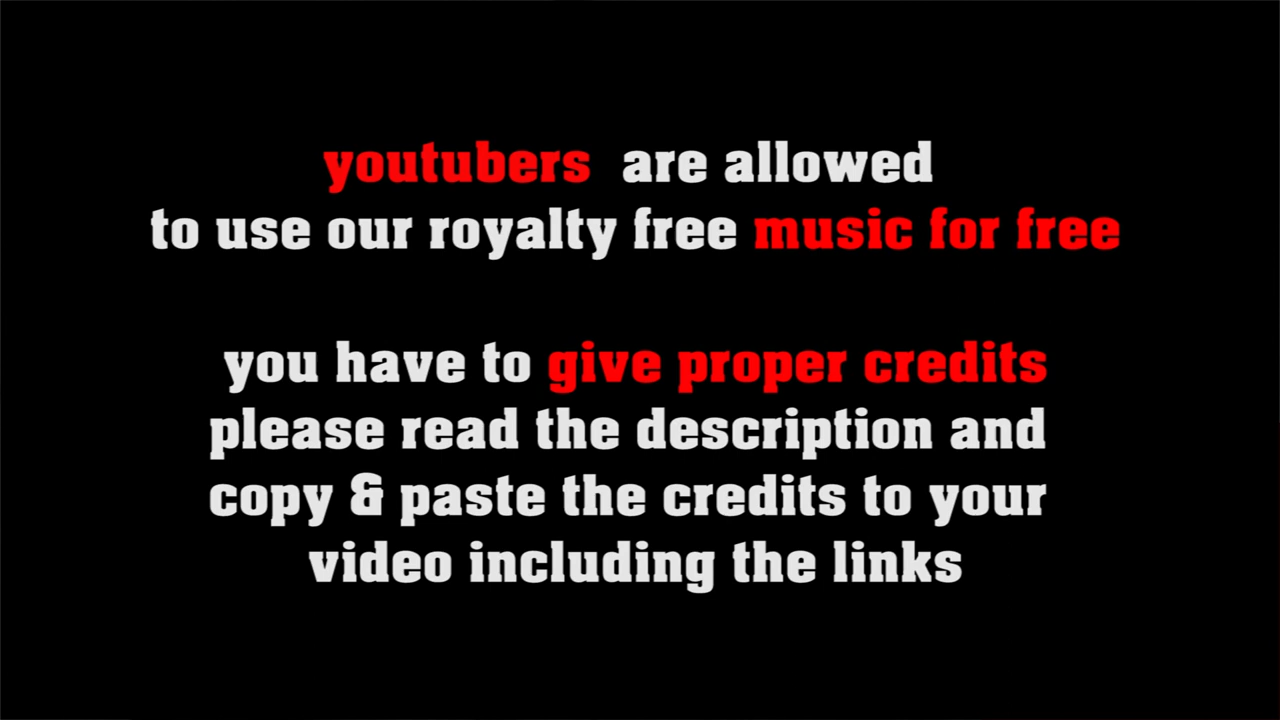 youtubers are allowed
to use our royalty free music for free
you have to give proper credits
please read the description and
copy & paste the credits to your
video including the links